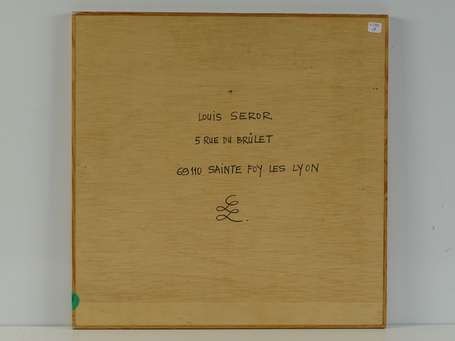 LOUIS SEROR
5 RUE DU BRÛLET
69110 SAINTE FOY LES LYON